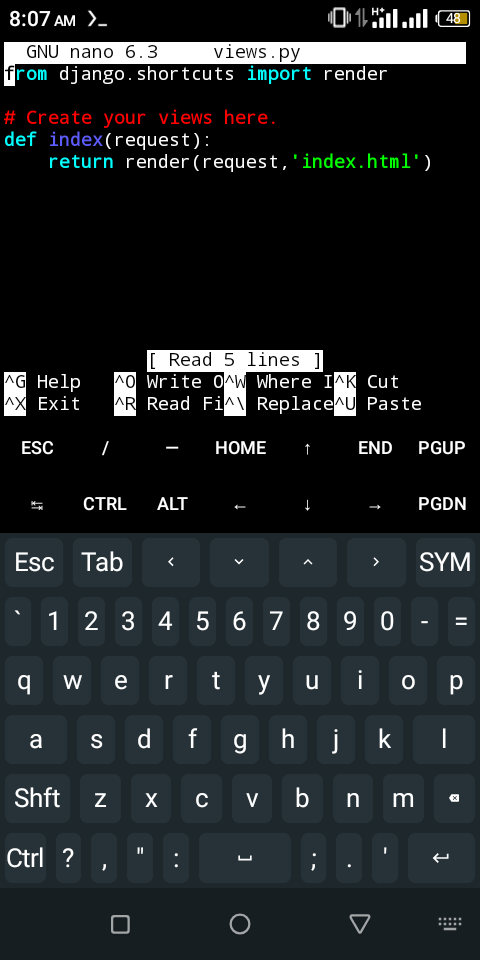 8:07 AM >_ H+ 48
GNU nano 6.3 views.py
from django.shortcuts import render
# Create your views here.
def index(request):
return render(request,'index.html')
[ Read 5 lines ]
^G Help ^O Write O^W Where I^K Cut
^X Exit ^R Read Fi^\ Replace^U Paste
ESC / — HOME ↑ END PGUP
↹ CTRL ALT ← ↓ → PGDN
Esc Tab ‹ ⌄ ^ › SYM
` 1 2 3 4 5 6 7 8 9 0 - =
q w e r t y u i o p
a s d f g h j k l
Shft z x c v b n m ⌫
Ctrl ? , " : ⎵ ; . ' ↵